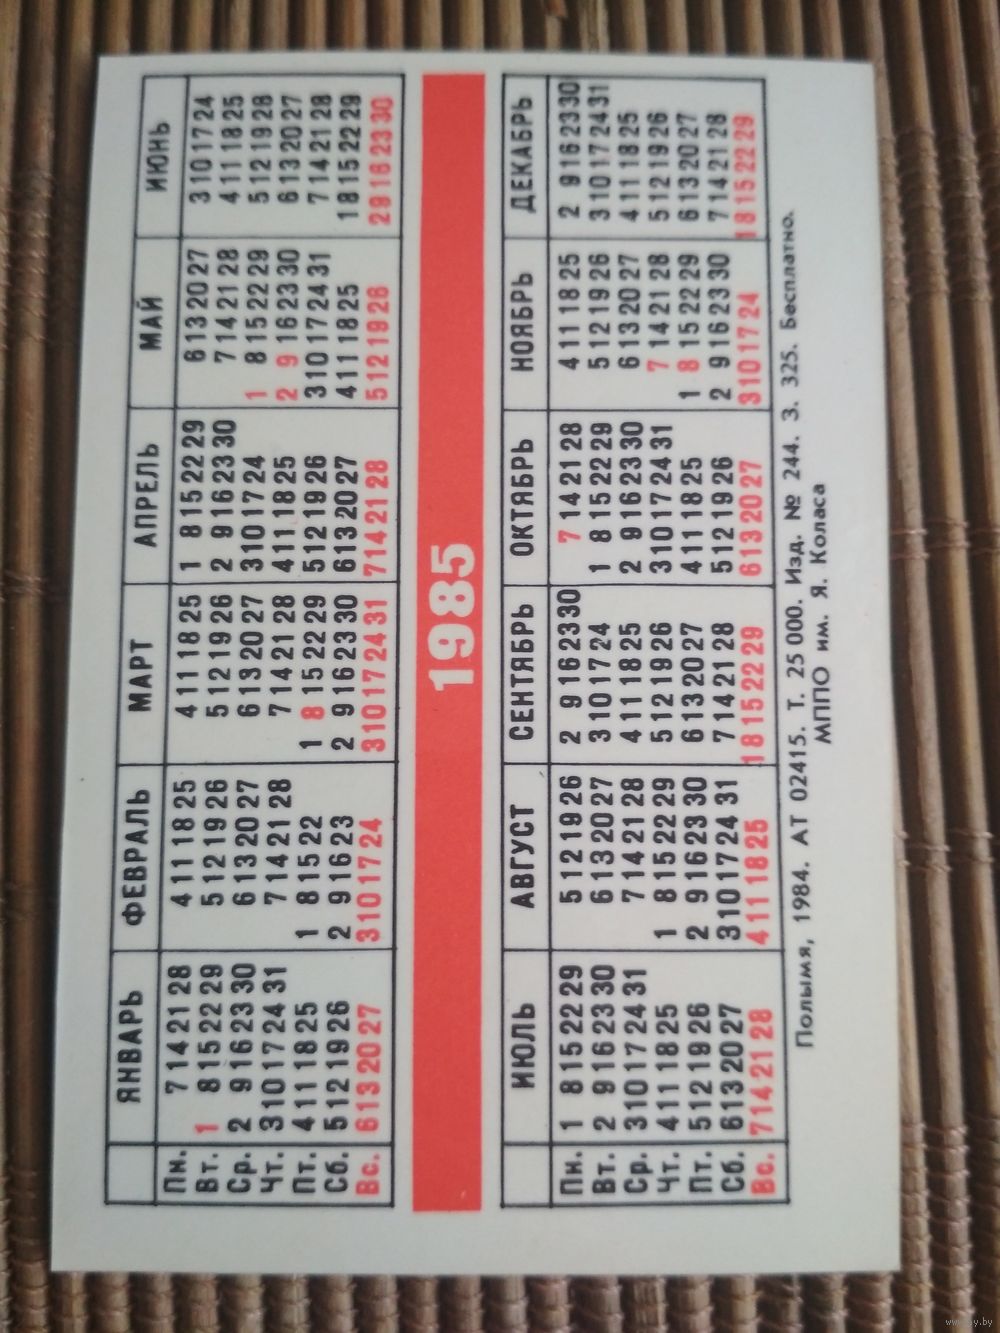 ЯНВАРЬ ФЕВРАЛЬ МАРТ АПРЕЛЬ МАЙ ИЮНЬ
Пн. 7 14 21 28 4 11 18 25 4 11 18 25 1 8 15 22 29 6 13 20 27 3 10 17 24
Вт. 1 8 15 22 29 5 12 19 26 5 12 19 26 2 9 16 23 30 7 14 21 28 4 11 18 25
Ср. 2 9 16 23 30 6 13 20 27 6 13 20 27 3 10 17 24 1 8 15 22 29 5 12 19 26
Чт. 3 10 17 24 31 7 14 21 28 7 14 21 28 4 11 18 25 2 9 16 23 30 6 13 20 27
Пт. 4 11 18 25 1 8 15 22 1 8 15 22 29 5 12 19 26 3 10 17 24 31 7 14 21 28
Сб. 5 12 19 26 2 9 16 23 2 9 16 23 30 6 13 20 27 4 11 18 25 1 8 15 22 29
Вс. 6 13 20 27 3 10 17 24 3 10 17 24 31 7 14 21 28 5 12 19 26 2 9 16 23 30
1985
ИЮЛЬ АВГУСТ СЕНТЯБРЬ ОКТЯБРЬ НОЯБРЬ ДЕКАБРЬ
Пн. 1 8 15 22 29 5 12 19 26 2 9 16 23 30 7 14 21 28 4 11 18 25 2 9 16 23 30
Вт. 2 9 16 23 30 6 13 20 27 3 10 17 24 1 8 15 22 29 5 12 19 26 3 10 17 24 31
Ср. 3 10 17 24 31 7 14 21 28 4 11 18 25 2 9 16 23 30 6 13 20 27 4 11 18 25
Чт. 4 11 18 25 1 8 15 22 29 5 12 19 26 3 10 17 24 31 7 14 21 28 5 12 19 26
Пт. 5 12 19 26 2 9 16 23 30 6 13 20 27 4 11 18 25 1 8 15 22 29 6 13 20 27
Сб. 6 13 20 27 3 10 17 24 31 7 14 21 28 5 12 19 26 2 9 16 23 30 7 14 21 28
Вс. 7 14 21 28 4 11 18 25 1 8 15 22 29 6 13 20 27 3 10 17 24 1 8 15 22 29
Полымя, 1984. АТ 02415. Т. 25 000. Изд. № 244. З. 325. Бесплатно.
МППО им. Я. Коласа